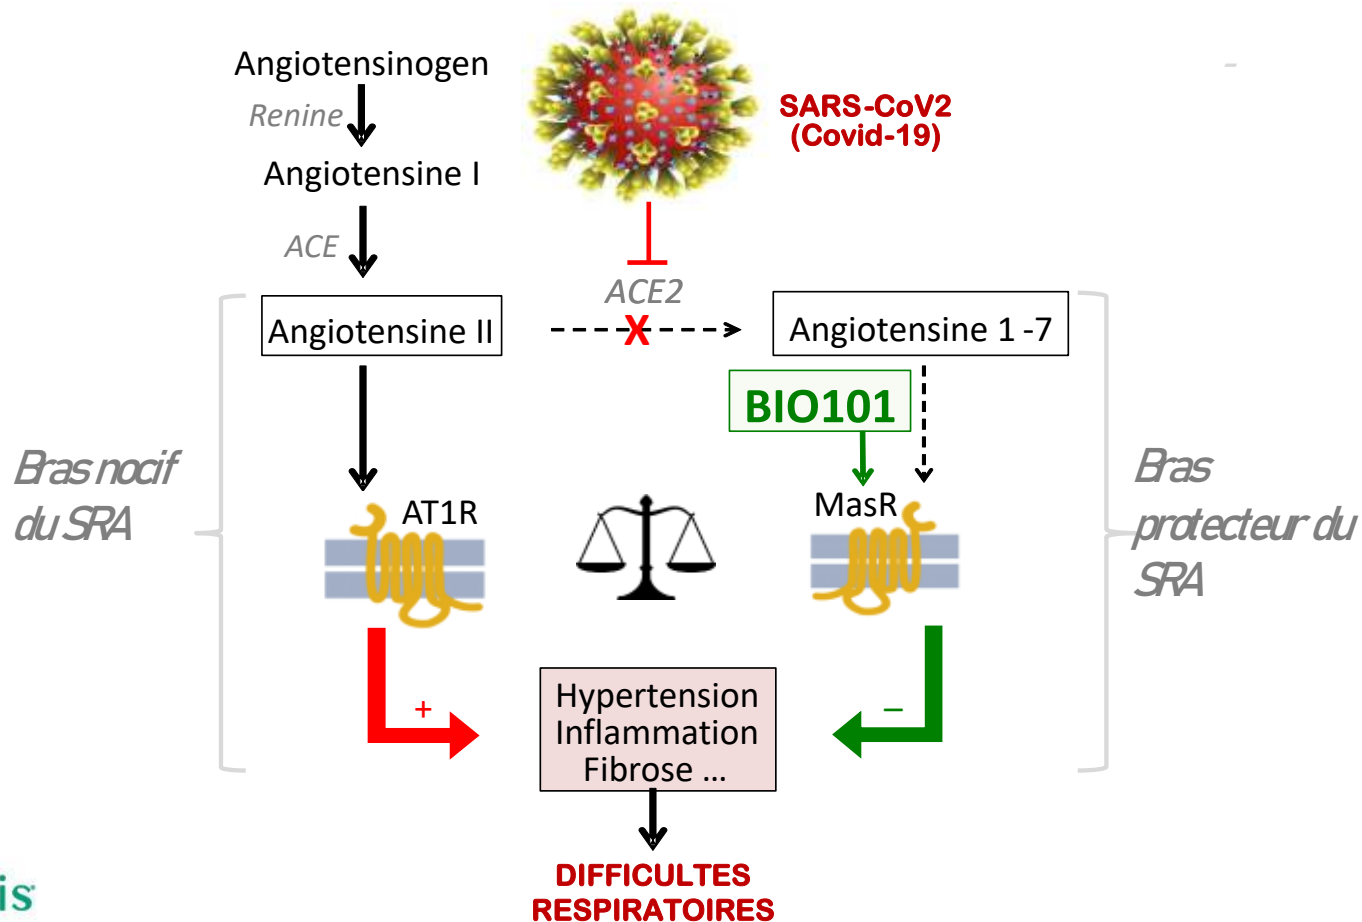 Angiotensinogen
Renine
Angiotensine I
ACE
SARS-CoV2
(Covid-19)
ACE2
Angiotensine II
X
Angiotensine 1 -7
BIO101
Bras nocif
du SRA
AT1R
MasR
Bras
protecteur du
SRA
+
–
Hypertension
Inflammation
Fibrose ...
DIFFICULTES
RESPIRATOIRES
is